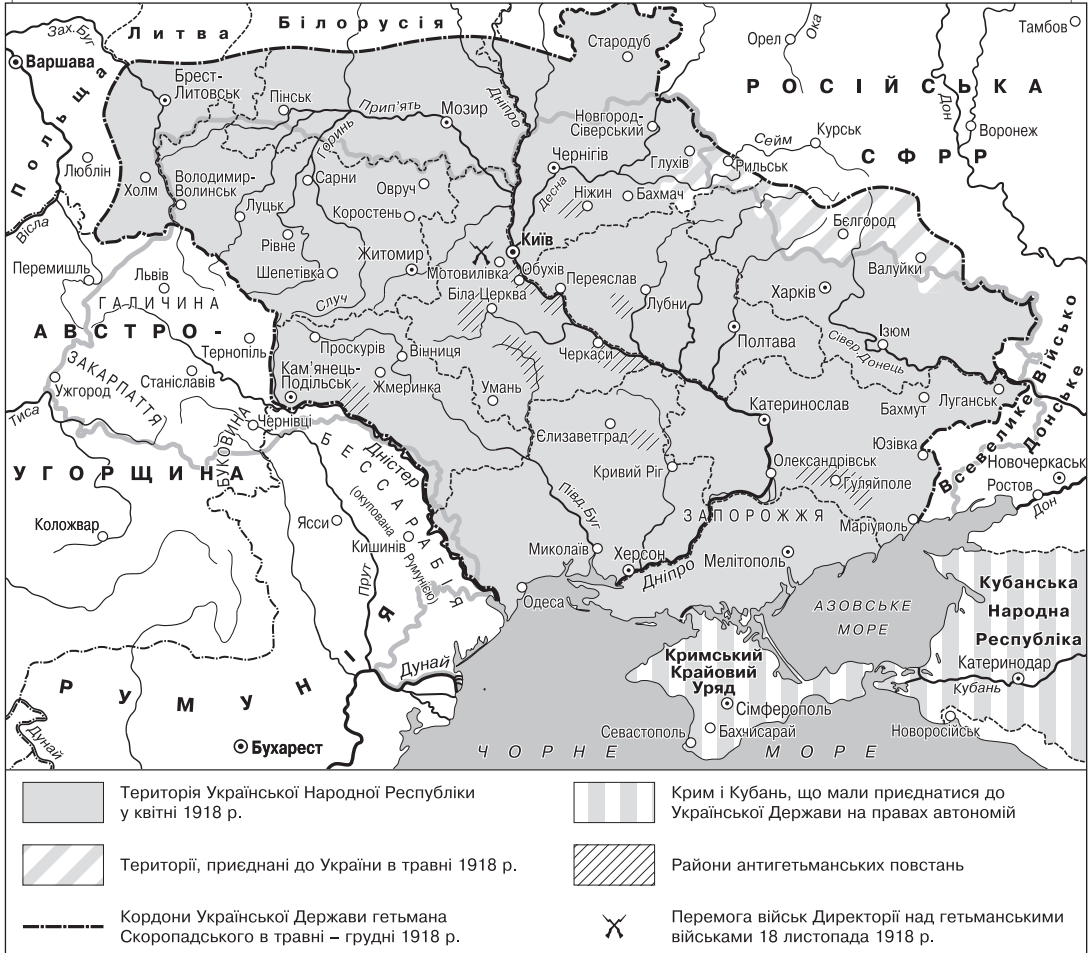 Литва
Білорусія
Зах. Буг
Варшава
Польща
Брест-
Литовськ
Пінськ
Прип'ять
Мозир
Дніпро
Стародуб
Орел
Ока
Тамбов
РОСІЙСЬКА
СФРР
Дон
Воронеж
Новгород-
Сіверський
Сейм
Курськ
Люблін
Холм
Володимир-
Волинськ
Горинь
Сарни
Овруч
Чернігів
Глухів
Рильськ
Десна
Ніжин
Бахмач
Луцьк
Коростень
Вісла
Рівне
Житомир
Київ
Бєлгород
Перемишль
Львів
Шепетівка
Мотовилівка
Обухів
Переяслав
Валуйки
ГАЛИЧИНА
Случ
Біла Церква
Лубни
Харків
АВСТРО-
УГОРЩИНА
Тернопіль
Проскурів
Вінниця
Черкаси
Полтава
Сівер. Донець
Ізюм
ЗАКАРПАТТЯ
Ужгород
Станіславів
Кам'янець-
Подільськ
Жмеринка
Умань
Катеринослав
Бахмут
Луганськ
Всевелике Військо
Донське
Тиса
БУКОВИНА
Чернівці
Єлизаветград
Юзівка
БЕССАРАБІЯ
(окупована
Румунією)
Дністер
Кривий Ріг
Олександрівськ
Гуляйполе
Новочеркаськ
Ростов
Дон
Коложвар
Ясси
Кишинів
Прут
Півд. Буг
ЗАПОРОЖЖЯ
Маріуполь
Миколаїв
Херсон
Дніпро
Мелітополь
Одеса
АЗОВСЬКЕ
МОРЕ
Кубанська
Народна
Республіка
Катеринодар
Кубань
РУМУНІЯ
Дунай
Дунай
Бухарест
Кримський
Крайовий
Уряд
Сімферополь
Севастополь
Бахчисарай
Новоросійськ
ЧОРНЕ МОРЕ
Територія Української Народної Республіки
у квітні 1918 р.
Крим і Кубань, що мали приєднатися до
Української Держави на правах автономій
Території, приєднані до України в травні 1918 р.
Райони антигетьманських повстань
Кордони Української Держави гетьмана
Скоропадського в травні – грудні 1918 р.
Перемога військ Директорії над гетьманськими
військами 18 листопада 1918 р.